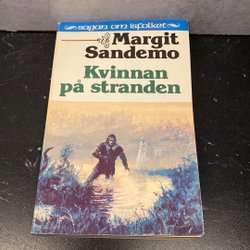 sagan om isfolket
Margit
Sandemo
Kvinnan
på stranden